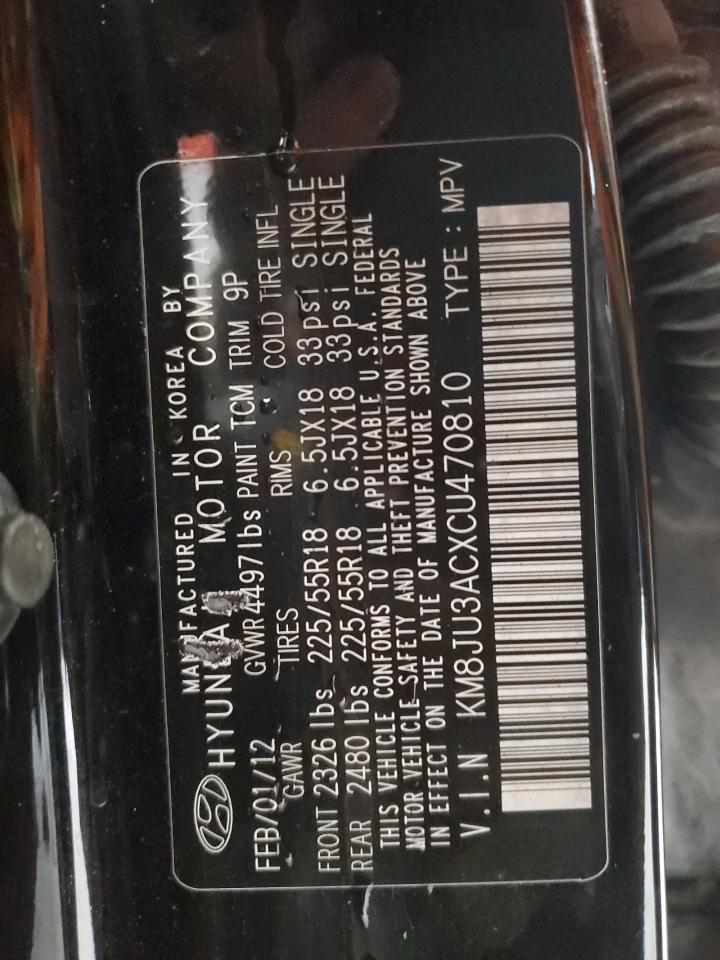 MANUFACTURED IN KOREA BY
HYUNDAI MOTOR COMPANY
FEB/01/12 GVWR 4497lbs PAINT TCM TRIM 9P
GAWR TIRES RIMS COLD TIRE INFL
FRONT 2326 lbs 225/55R18 6.5JX18 33psi SINGLE
REAR 2480 lbs 225/55R18 6.5JX18 33psi SINGLE
THIS VEHICLE CONFORMS TO ALL APPLICABLE U.S.A. FEDERAL
MOTOR VEHICLE SAFETY AND THEFT PREVENTION STANDARDS
IN EFFECT ON THE DATE OF MANUFACTURE SHOWN ABOVE
V.I.N KM8JU3ACXCU470810 TYPE : MPV